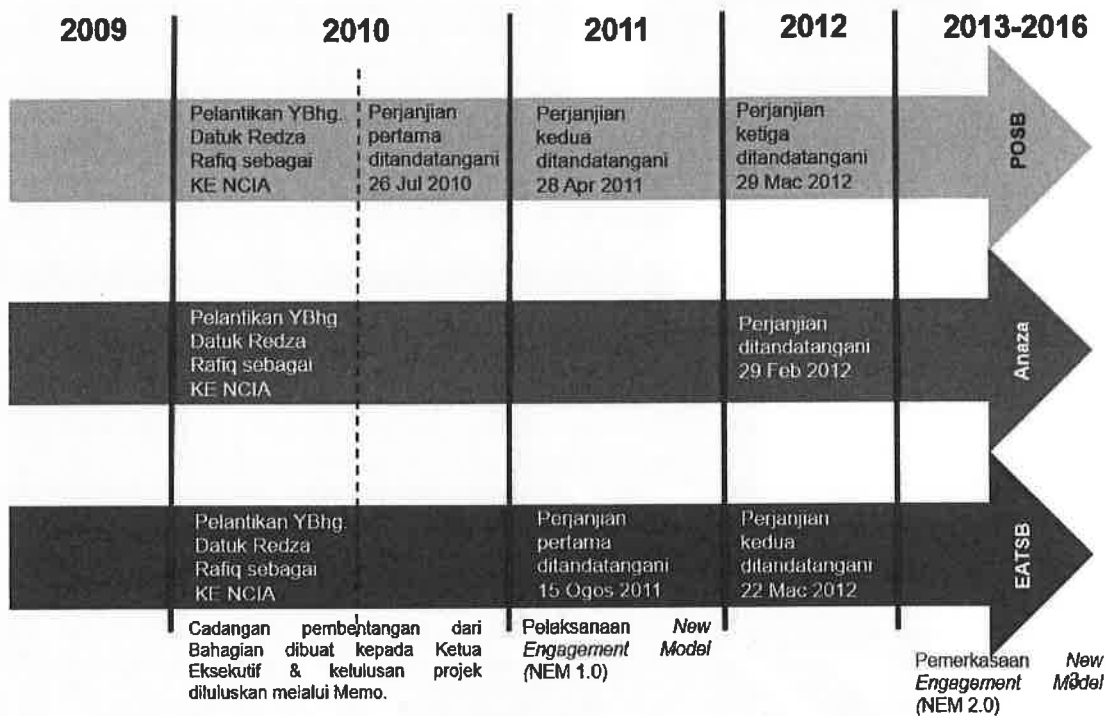 2009
2010
2011
2012
2013-2016
Pelantikan YBhg.
Datuk Redza
Rafiq sebagai
KE NCIA
Perjanjian
pertama
ditandatangani
26 Jul 2010
Perjanjian
kedua
ditandatangani
28 Apr 2011
Perjanjian
ketiga
ditandatangani
29 Mac 2012
POSB
Pelantikan YBhg
Datuk Redza
Rafiq sebagai
KE NCIA
Perjanjian
ditandatangani
29 Feb 2012
Anaza
Pelantikan YBhg.
Datuk Redza
Rafiq sebagai
KE NCIA
Perjanjian
pertama
ditandatangani
15 Ogos 2011
Perjanjian
kedua
ditandatangani
22 Mac 2012
EATSB
Cadangan pembentangan dari
Bahagian dibuat kepada Ketua
Eksekutif & kelulusan projek
diluluskan melalui Memo.
Pelaksanaan New
Engagement Model
(NEM 1.0)
Pemerkasaan New
Engagement Model
(NEM 2.0)